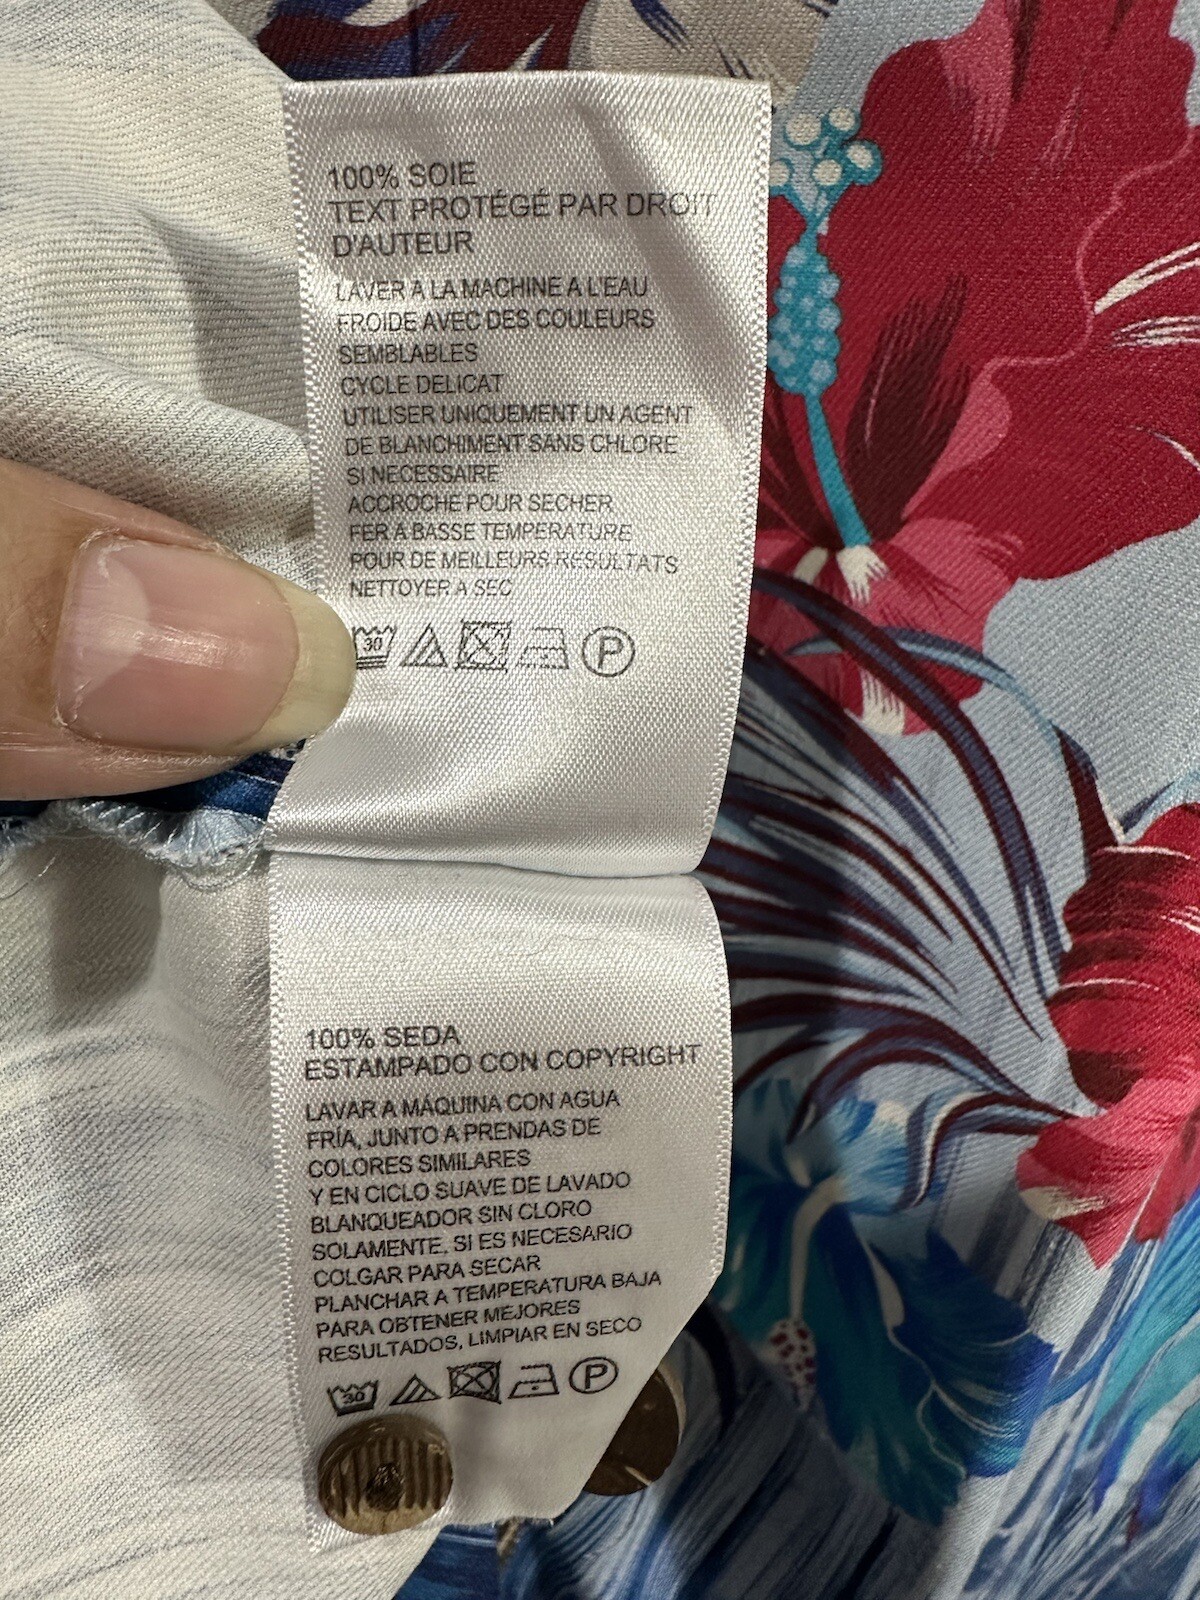 100% SOIE
TEXT PROTÉGÉ PAR DROIT
D'AUTEUR
LAVER A LA MACHINE A L'EAU
FROIDE AVEC DES COULEURS
SEMBLABLES
CYCLE DELICAT
UTILISER UNIQUEMENT UN AGENT
DE BLANCHIMENT SANS CHLORE
SI NECESSAIRE
ACCROCHE POUR SECHER
FER A BASSE TEMPERATURE
POUR DE MEILLEURS RESULTATS
NETTOYER A SEC
30 P
100% SEDA
ESTAMPADO CON COPYRIGHT
LAVAR A MÁQUINA CON AGUA
FRÍA, JUNTO A PRENDAS DE
COLORES SIMILARES
Y EN CICLO SUAVE DE LAVADO
BLANQUEADOR SIN CLORO
SOLAMENTE, SI ES NECESARIO
COLGAR PARA SECAR
PLANCHAR A TEMPERATURA BAJA
PARA OBTENER MEJORES
RESULTADOS, LIMPIAR EN SECO
30 P